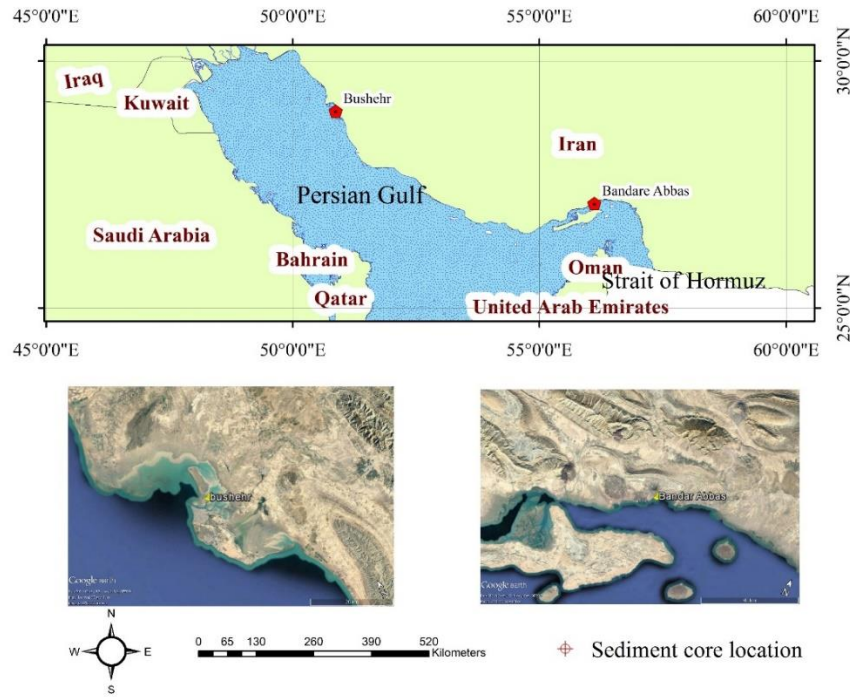 45°0'0"E 50°0'0"E 55°0'0"E 60°0'0"E
30°0'0"N
Iraq
Kuwait
Bushehr
Iran
Bandare Abbas
Persian Gulf
Saudi Arabia
Bahrain
Oman
Strait of Hormuz
Qatar
United Arab Emirates
25°0'0"N
45°0'0"E 50°0'0"E 55°0'0"E 60°0'0"E
bushehr
Bandar Abbas
Google earth
Google earth
N
W E
S
0 65 130 260 390 520
Kilometers
Sediment core location